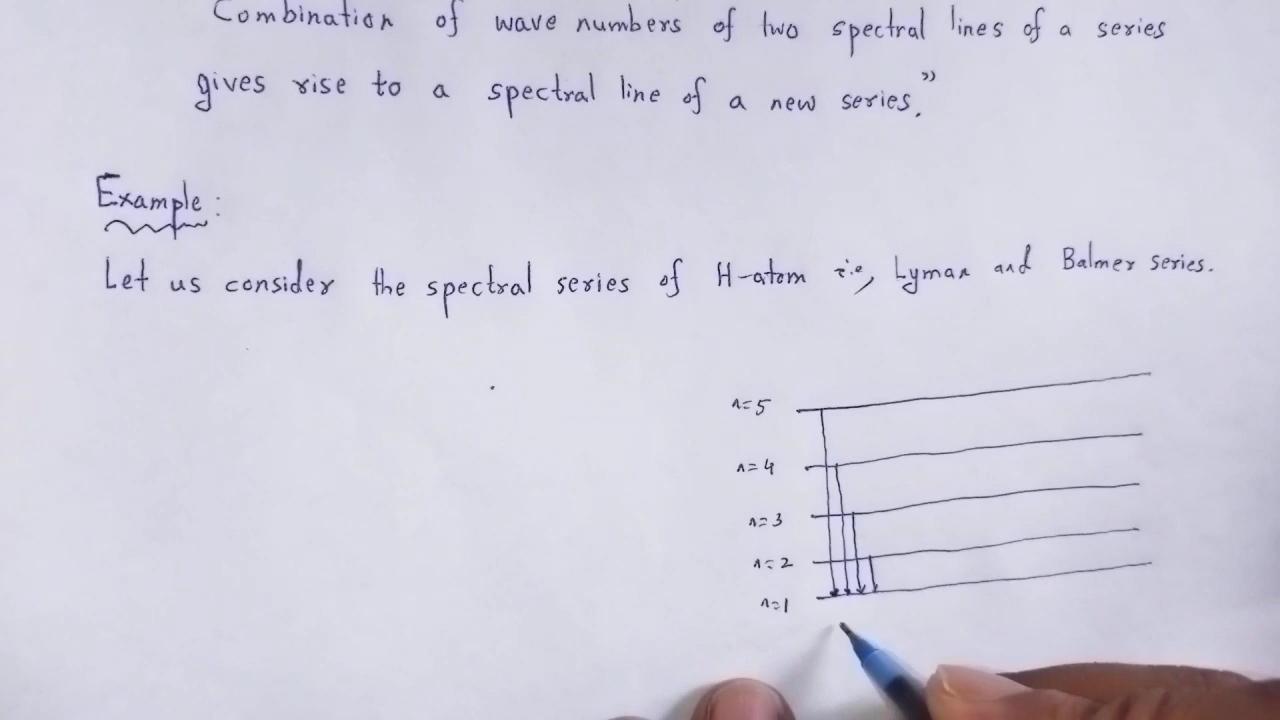 Combination of wave numbers of two spectral lines of a series
gives rise to a spectral line of a new series."
Example:
Let us consider the spectral series of H-atom i.e, Lyman and Balmer series.
n=5
n=4
n=3
n=2
n=1